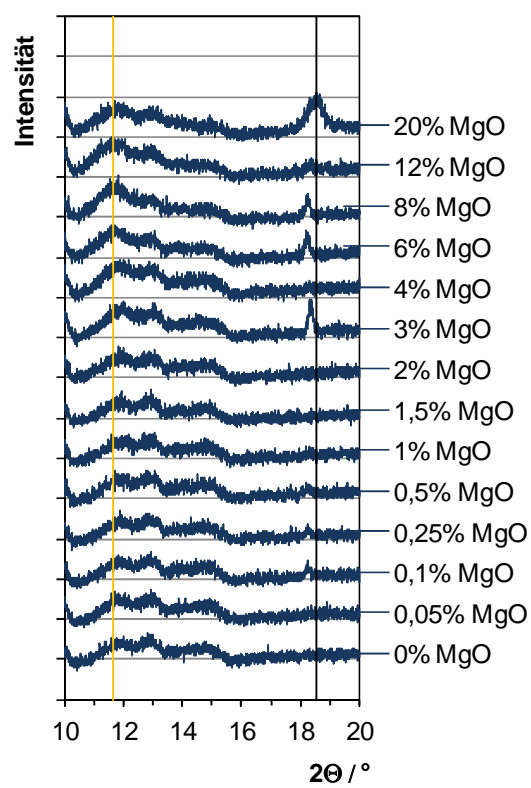 Intensität
20% MgO
12% MgO
8% MgO
6% MgO
4% MgO
3% MgO
2% MgO
1,5% MgO
1% MgO
0,5% MgO
0,25% MgO
0,1% MgO
0,05% MgO
0% MgO
10 12 14 16 18 20
2Θ / °